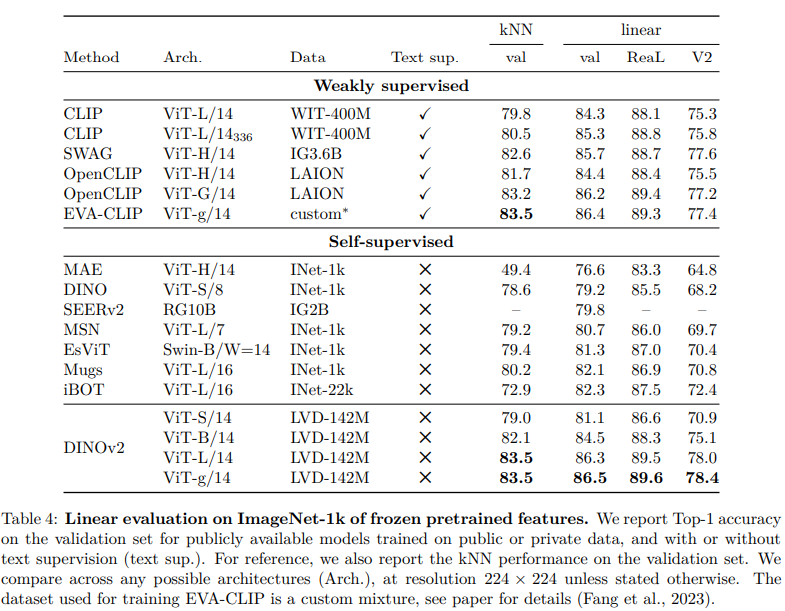 kNN linear
Method Arch. Data Text sup. val val ReaL V2
Weakly supervised
CLIP ViT-L/14 WIT-400M ✓ 79.8 84.3 88.1 75.3
CLIP ViT-L/14336 WIT-400M ✓ 80.5 85.3 88.8 75.8
SWAG ViT-H/14 IG3.6B ✓ 82.6 85.7 88.7 77.6
OpenCLIP ViT-H/14 LAION ✓ 81.7 84.4 88.4 75.5
OpenCLIP ViT-G/14 LAION ✓ 83.2 86.2 89.4 77.2
EVA-CLIP ViT-g/14 custom* ✓ 83.5 86.4 89.3 77.4
Self-supervised
MAE ViT-H/14 INet-1k ✗ 49.4 76.6 83.3 64.8
DINO ViT-S/8 INet-1k ✗ 78.6 79.2 85.5 68.2
SEERv2 RG10B IG2B ✗ – 79.8 – –
MSN ViT-L/7 INet-1k ✗ 79.2 80.7 86.0 69.7
EsViT Swin-B/W=14 INet-1k ✗ 79.4 81.3 87.0 70.4
Mugs ViT-L/16 INet-1k ✗ 80.2 82.1 86.9 70.8
iBOT ViT-L/16 INet-22k ✗ 72.9 82.3 87.5 72.4
DINOv2
ViT-S/14 LVD-142M ✗ 79.0 81.1 86.6 70.9
ViT-B/14 LVD-142M ✗ 82.1 84.5 88.3 75.1
ViT-L/14 LVD-142M ✗ 83.5 86.3 89.5 78.0
ViT-g/14 LVD-142M ✗ 83.5 86.5 89.6 78.4
Table 4: Linear evaluation on ImageNet-1k of frozen pretrained features. We report Top-1 accuracy
on the validation set for publicly available models trained on public or private data, and with or without
text supervision (text sup.). For reference, we also report the kNN performance on the validation set. We
compare across any possible architectures (Arch.), at resolution 224 × 224 unless stated otherwise. The
dataset used for training EVA-CLIP is a custom mixture, see paper for details (Fang et al., 2023).